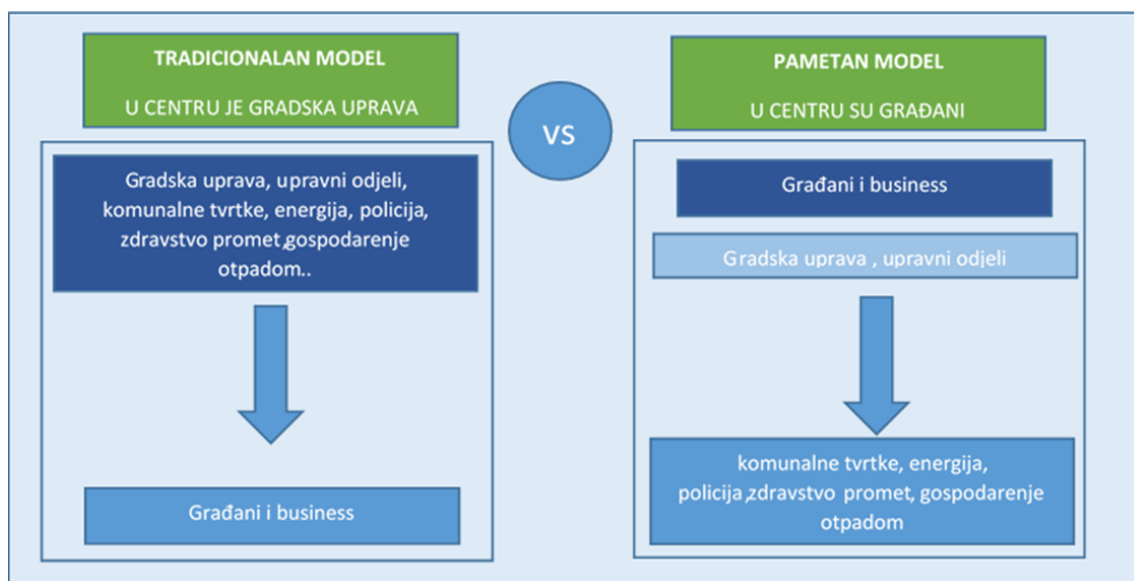 TRADICIONALAN MODEL
U CENTRU JE GRADSKA UPRAVA
Gradska uprava, upravni odjeli,
komunalne tvrtke, energija, policija,
zdravstvo promet,gospodarenje
otpadom..
Građani i business
vs
PAMETAN MODEL
U CENTRU SU GRAĐANI
Građani i business
Gradska uprava , upravni odjeli
komunalne tvrtke, energija,
policija,zdravstvo promet, gospodarenje
otpadom